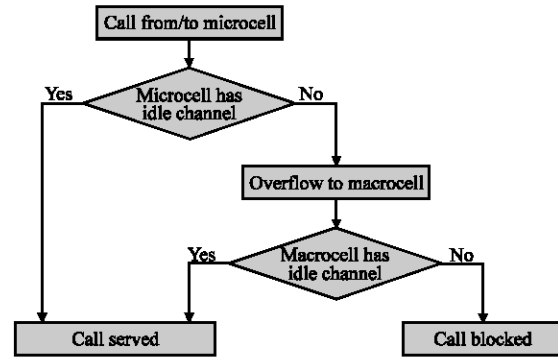 Call from/to microcell
Yes
Microcell has
idle channel
No
Overflow to macrocell
Yes
Macrocell has
idle channel
No
Call served
Call blocked